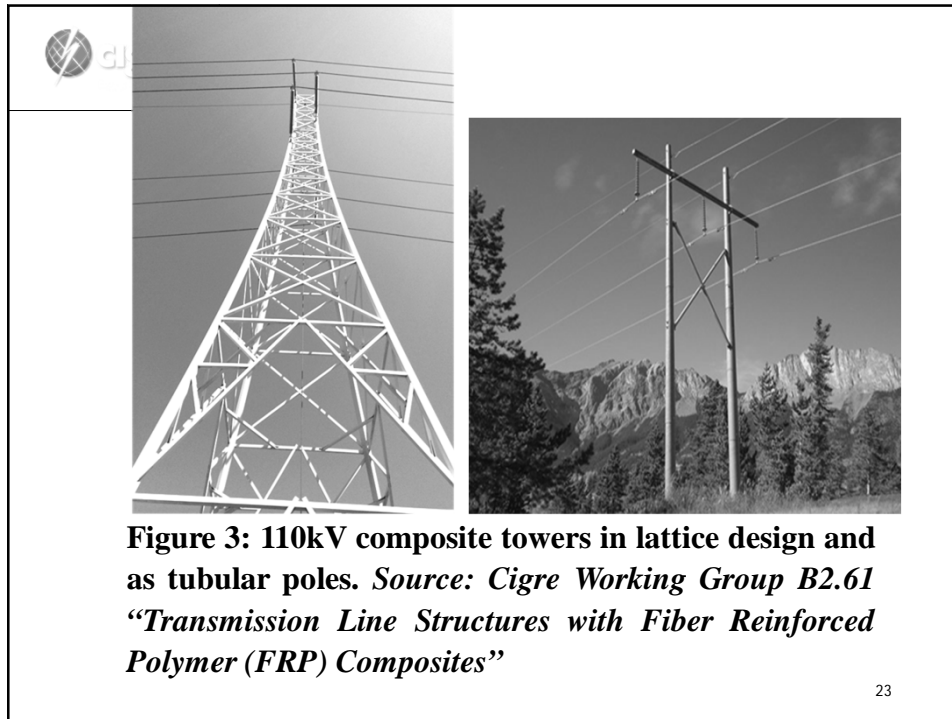 Figure 3: 110kV composite towers in lattice design and
as tubular poles. Source: Cigre Working Group B2.61
“Transmission Line Structures with Fiber Reinforced
Polymer (FRP) Composites”
23